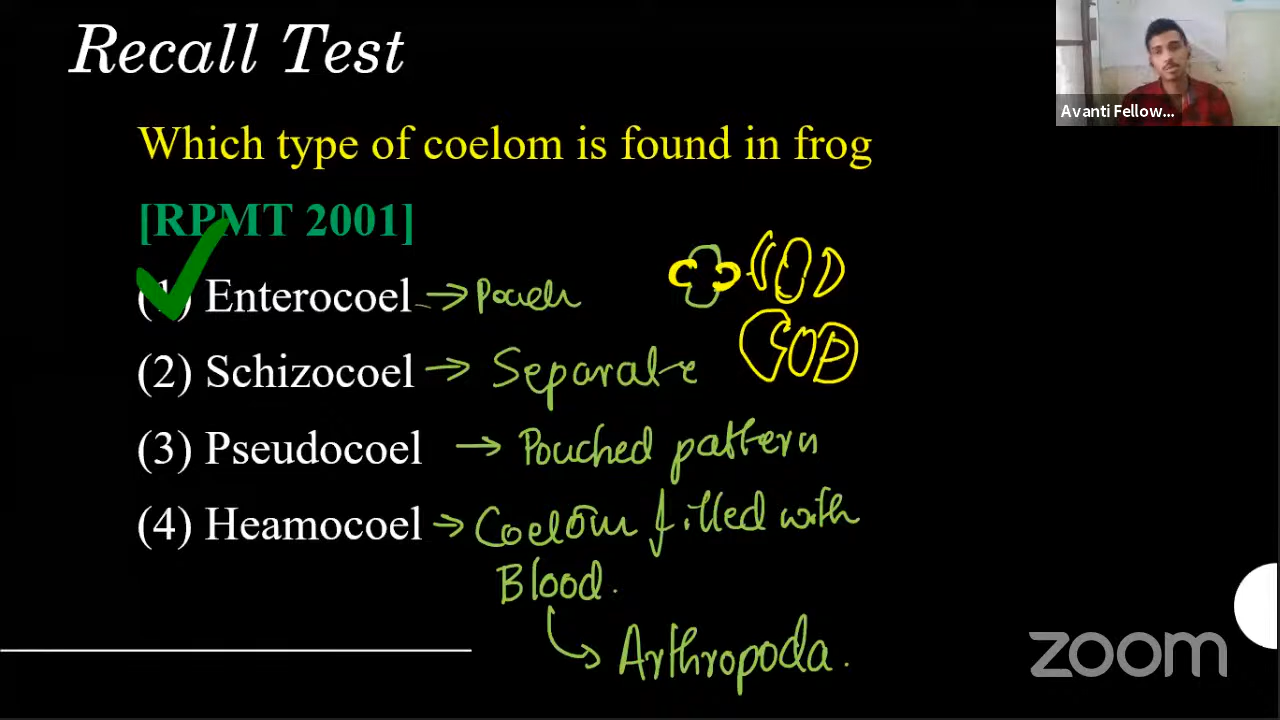 Recall Test
Avanti Fellow...
Which type of coelom is found in frog
[RPMT 2001]
(1) Enterocoel → Pouch
(2) Schizocoel → Separate
(3) Pseudocoel → Pouched pattern
(4) Heamocoel → Coelom filled with
Blood.
Arthropoda.
zoom